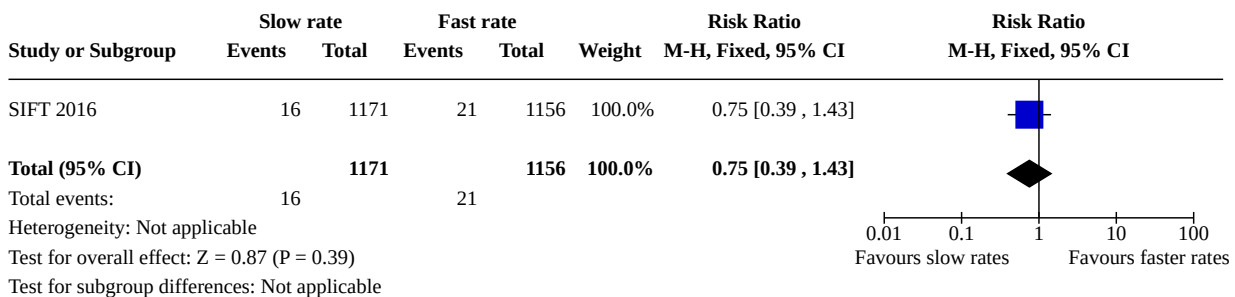 Slow rate Fast rate Risk Ratio Risk Ratio
Study or Subgroup Events Total Events Total Weight M-H, Fixed, 95% CI M-H, Fixed, 95% CI
SIFT 2016 16 1171 21 1156 100.0% 0.75 [0.39 , 1.43]
Total (95% CI) 1171 1156 100.0% 0.75 [0.39 , 1.43]
Total events: 16 21
Heterogeneity: Not applicable
0.01 0.1 1 10 100
Test for overall effect: Z = 0.87 (P = 0.39) Favours slow rates Favours faster rates
Test for subgroup differences: Not applicable